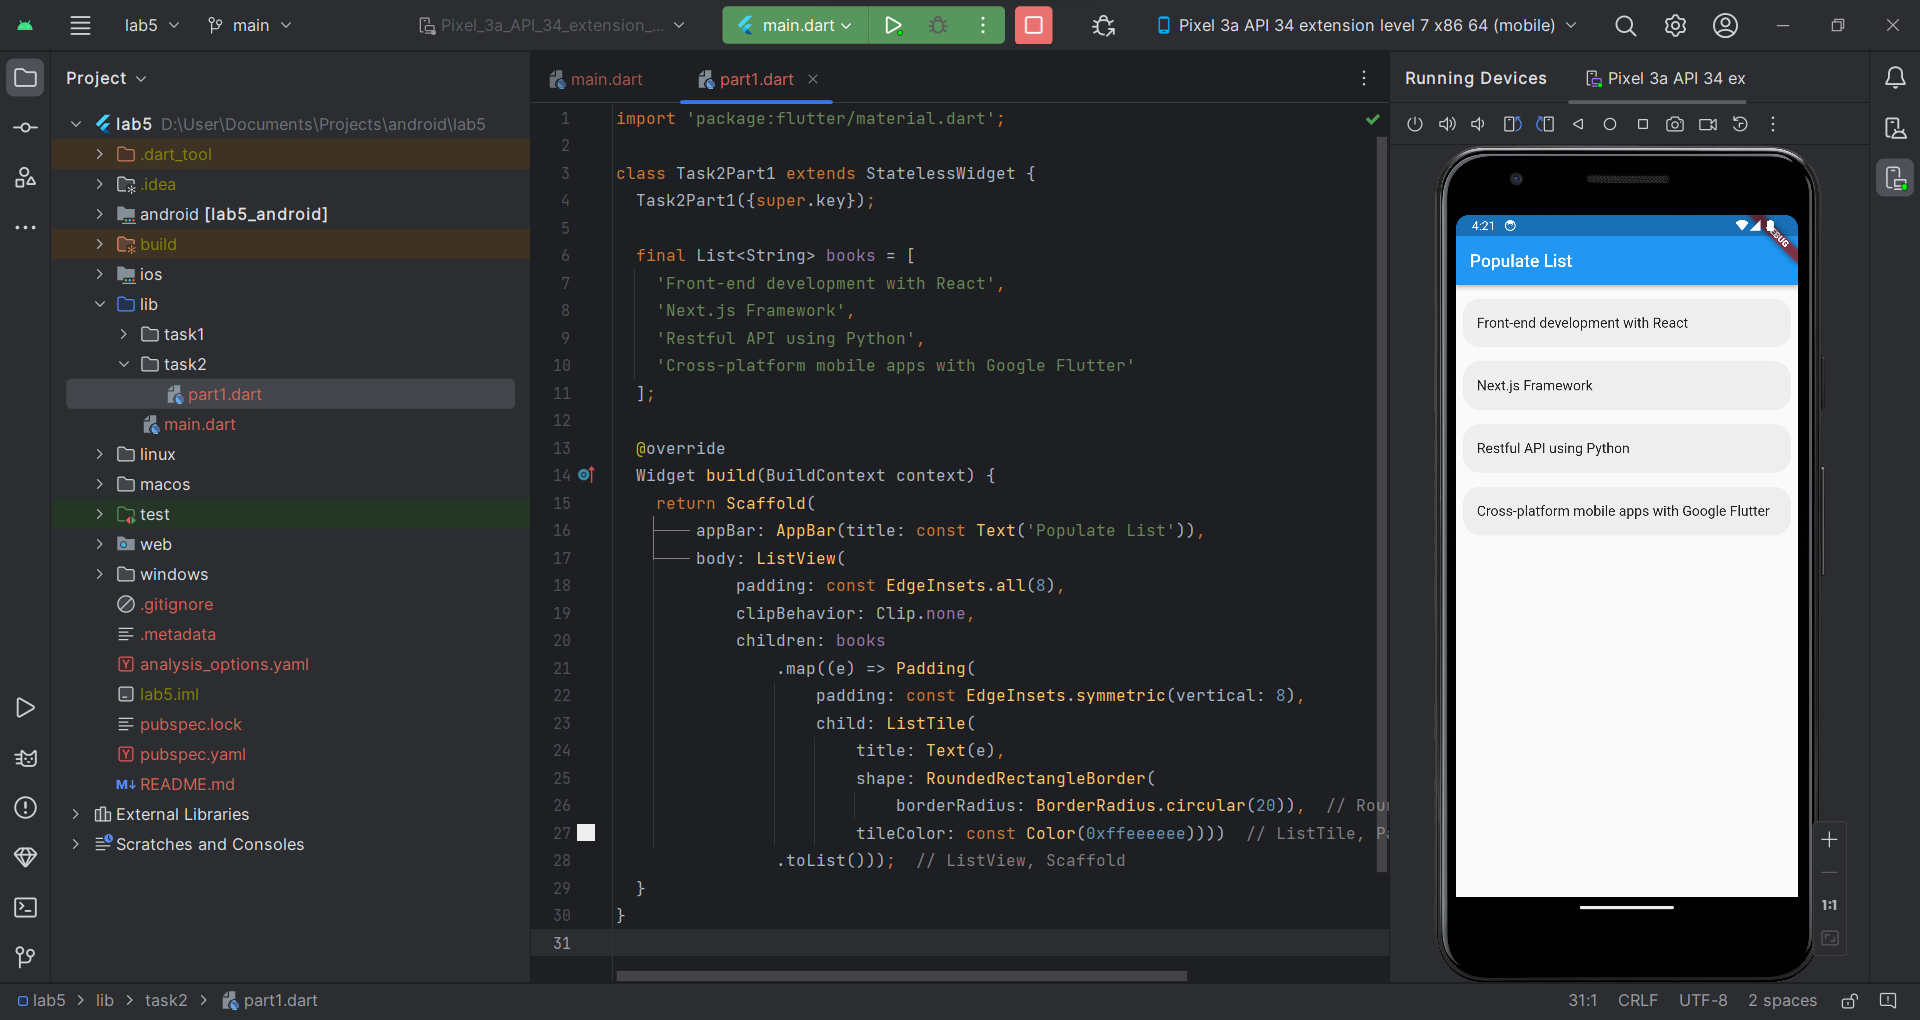 lab5
main
Pixel_3a_API_34_extension_...
main.dart
Pixel 3a API 34 extension level 7 x86 64 (mobile)
Project
lab5 D:\User\Documents\Projects\android\lab5
.dart_tool
.idea
android [lab5_android]
build
ios
lib
task1
task2
part1.dart
main.dart
linux
macos
test
web
windows
.gitignore
.metadata
analysis_options.yaml
lab5.iml
pubspec.lock
pubspec.yaml
M↓ README.md
External Libraries
Scratches and Consoles
main.dart
part1.dart
1 import 'package:flutter/material.dart';
2
3 class Task2Part1 extends StatelessWidget {
4 Task2Part1({super.key});
5
6 final List<String> books = [
7 'Front-end development with React',
8 'Next.js Framework',
9 'Restful API using Python',
10 'Cross-platform mobile apps with Google Flutter'
11 ];
12
13 @override
14 Widget build(BuildContext context) {
15 return Scaffold(
16 appBar: AppBar(title: const Text('Populate List')),
17 body: ListView(
18 padding: const EdgeInsets.all(8),
19 clipBehavior: Clip.none,
20 children: books
21 .map((e) => Padding(
22 padding: const EdgeInsets.symmetric(vertical: 8),
23 child: ListTile(
24 title: Text(e),
25 shape: RoundedRectangleBorder(
26 borderRadius: BorderRadius.circular(20)), // Rou
27 tileColor: const Color(0xffeeeeee)))) // ListTile, Pa
28 .toList())); // ListView, Scaffold
29 }
30 }
31
Running Devices
Pixel 3a API 34 ex
4:21
DEBUG
Populate List
Front-end development with React
Next.js Framework
Restful API using Python
Cross-platform mobile apps with Google Flutter
1:1
lab5 > lib > task2 > part1.dart
31:1 CRLF UTF-8 2 spaces